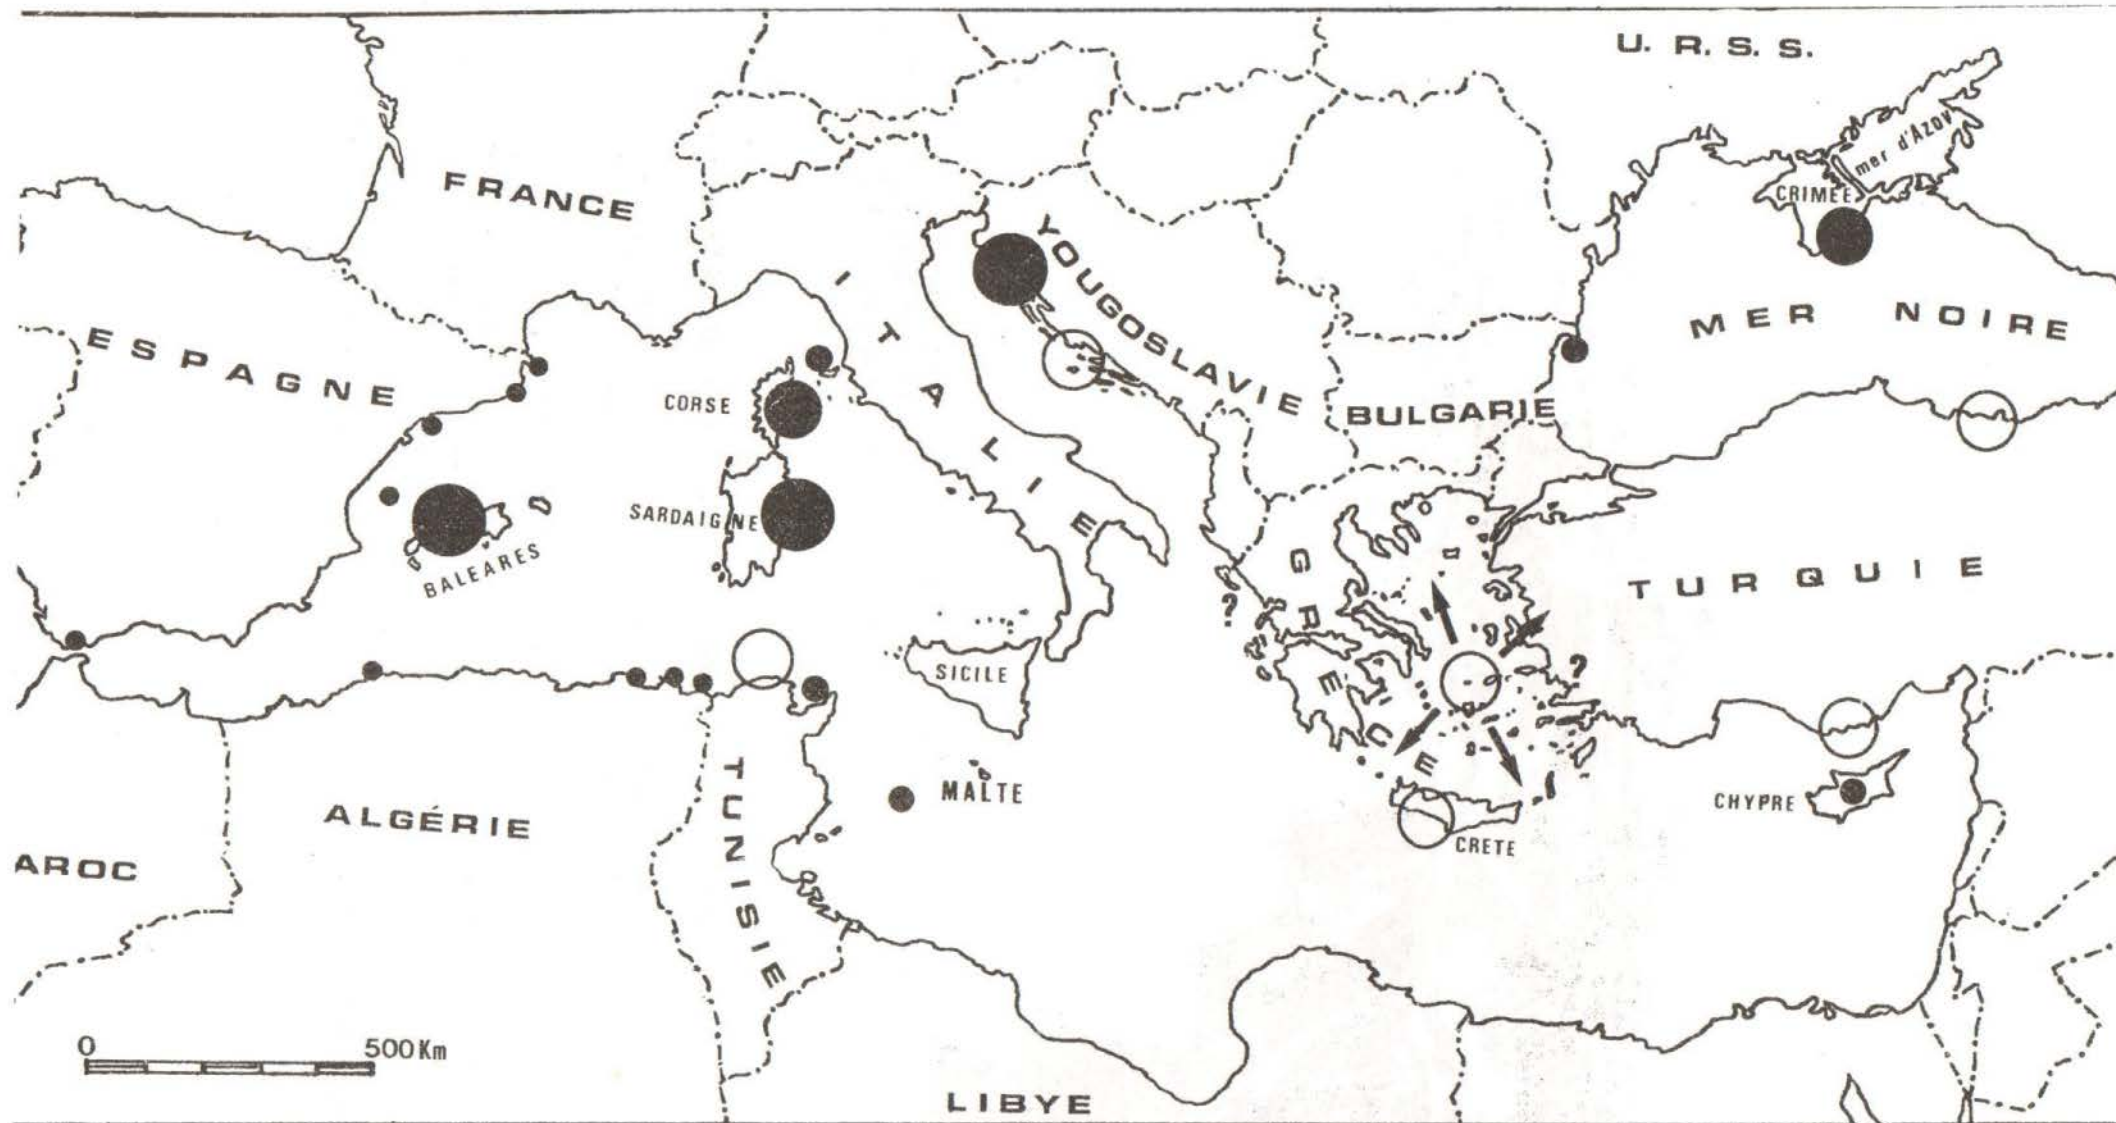 U. R. S. S.
mer d'Azov
CRIMÉE
FRANCE
YOUGOSLAVIE
MER NOIRE
ITALIE
ESPAGNE
CORSE
BULGARIE
SARDAIGNE
BALEARES
GRECE
TURQUIE
?
?
SICILE
MALTE
CHYPRE
CRETE
TUNISIE
ALGÉRIE
AROC
0 500 Km
LIBYE